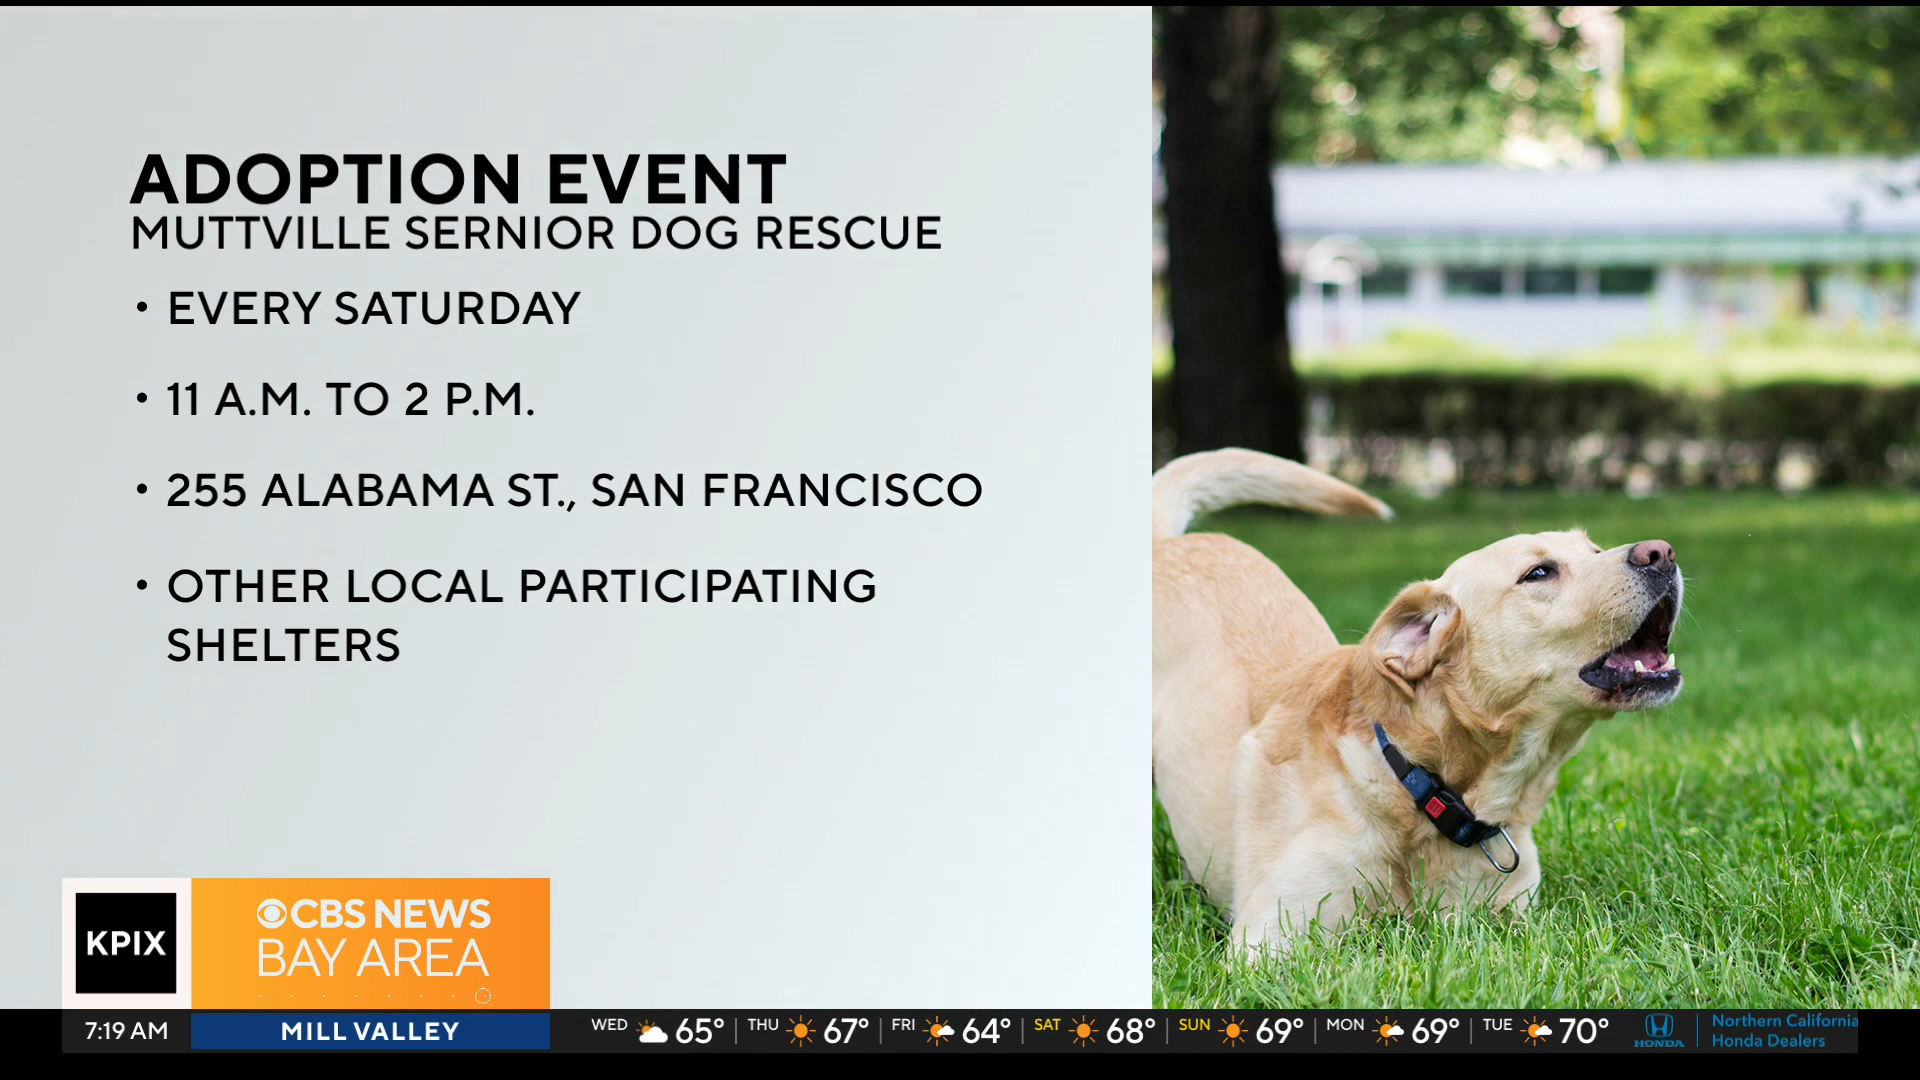 ADOPTION EVENT
MUTTVILLE SERNIOR DOG RESCUE
• EVERY SATURDAY
• 11 A.M. TO 2 P.M.
• 255 ALABAMA ST., SAN FRANCISCO
• OTHER LOCAL PARTICIPATING
SHELTERS
KPIX
CBS NEWS
BAY AREA
7:19 AM
MILL VALLEY
WED 65° | THU 67° | FRI 64° | SAT 68° | SUN 69° | MON 69° | TUE 70°
HONDA
Northern California
Honda Dealers